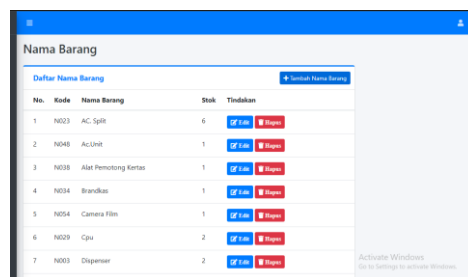 Nama Barang
Daftar Nama Barang
Tambah Nama Barang
No. Kode Nama Barang Stok Tindakan
1 N023 AC. Split 6 Edit Hapus
2 N048 Ac.Unit 1 Edit Hapus
3 N038 Alat Pemotong Kertas 1 Edit Hapus
4 N034 Brandkas 1 Edit Hapus
5 N054 Camera Film 1 Edit Hapus
6 N029 Cpu 2 Edit Hapus
7 N003 Dispenser 2 Edit Hapus
Activate Windows
Go to Settings to activate Windows.